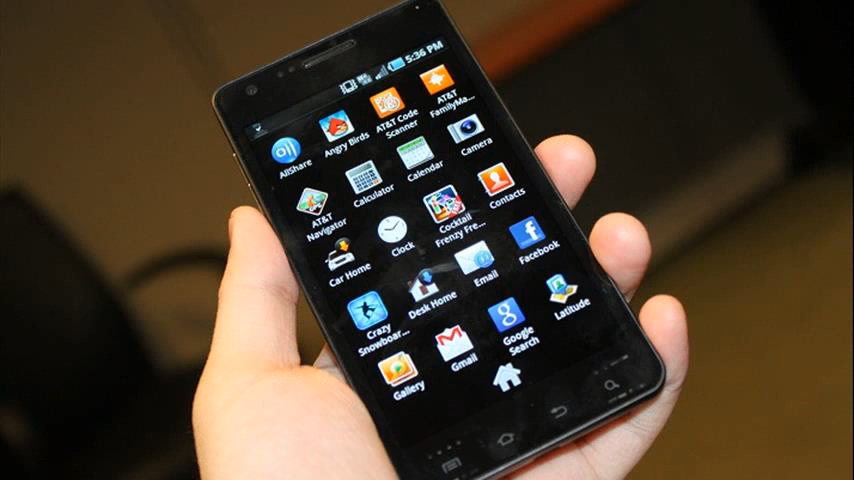 5:36 PM
all
AllShare
Angry Birds
AT&T Code
Scanner
AT&T
FamilyMa...
AT&T
Navigator
Calculator
Calendar
Camera
Car Home
Clock
Cocktail
Frenzy Fre...
Contacts
Crazy
Snowboar...
Desk Home
Email
f
Facebook
Gallery
Gmail
g
Google
Search
Latitude